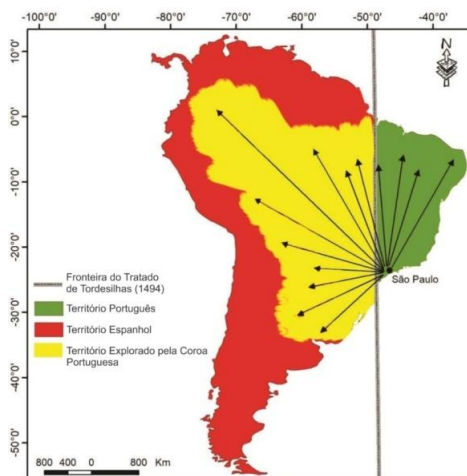 -100°0' -90°0' -80°0' -70°0' -60°0' -50°0' -40°0'
10°0'
0°0'
-10°0'
-20°0'
-30°0'
-40°0'
-50°0'
N
São Paulo
Fronteira do Tratado
de Tordesilhas (1494)
Território Português
Território Espanhol
Território Explorado pela Coroa
Portuguesa
800 400 0 800 Km